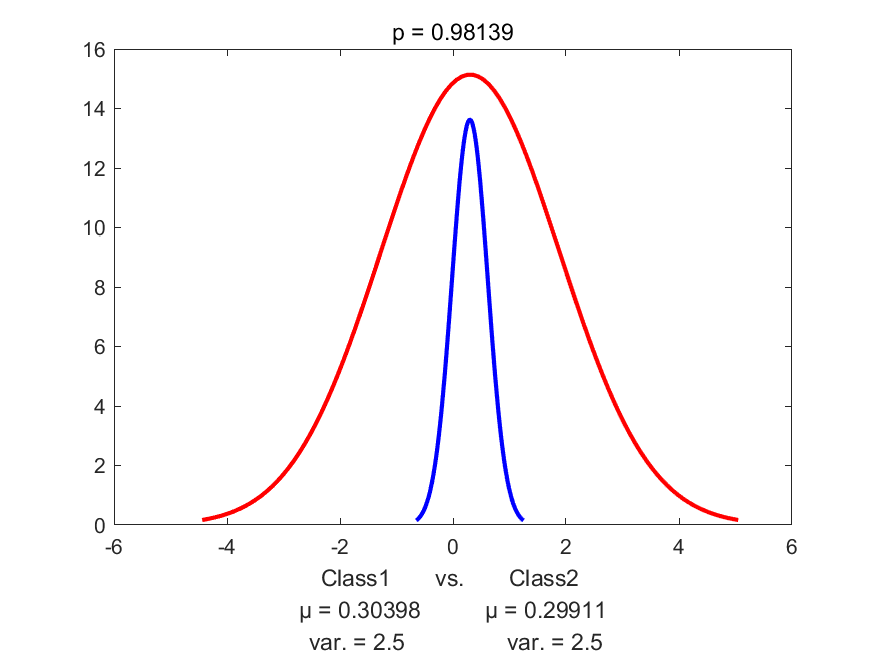 p = 0.98139
16
14
12
10
8
6
4
2
0
-6 -4 -2 0 2 4 6
Class1 vs. Class2
μ = 0.30398 μ = 0.29911
var. = 2.5 var. = 2.5